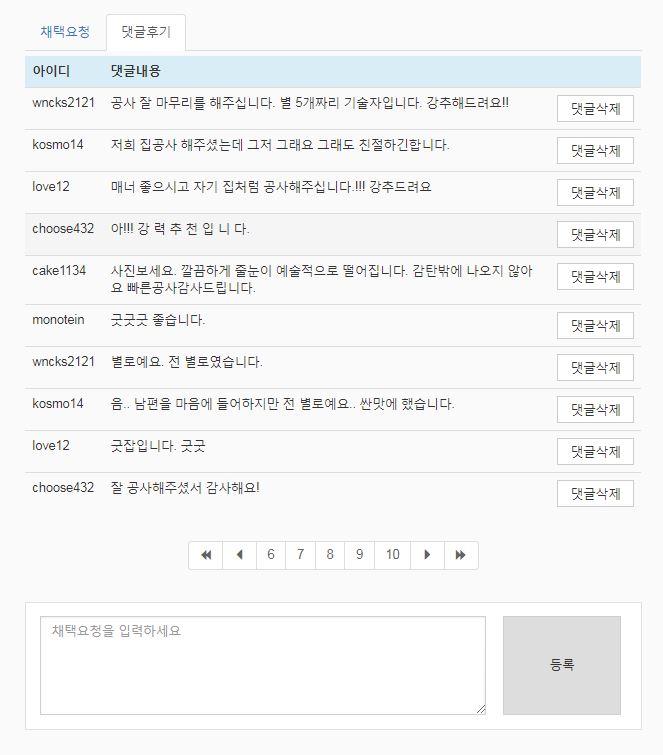 채택요청 댓글후기
아이디 댓글내용
wncks2121 공사 잘 마무리를 해주십니다. 별 5개짜리 기술자입니다. 강추해드려요!! 댓글삭제
kosmo14 저희 집공사 해주셨는데 그저 그래요 그래도 친절하긴합니다. 댓글삭제
love12 매너 좋으시고 자기 집처럼 공사해주십니다.!!! 강추드려요 댓글삭제
choose432 아!!! 강 력 추 천 입 니 다. 댓글삭제
cake1134 사진보세요. 깔끔하게 줄눈이 예술적으로 떨어집니다. 감탄밖에 나오지 않아 댓글삭제
요 빠른공사감사드립니다.
monotein 굿굿굿 좋습니다. 댓글삭제
wncks2121 별로예요. 전 별로였습니다. 댓글삭제
kosmo14 음.. 남편을 마음에 들어하지만 전 별로예요.. 싼맛에 했습니다. 댓글삭제
love12 굿잡입니다. 굿굿 댓글삭제
choose432 잘 공사해주셨서 감사해요! 댓글삭제
6 7 8 9 10
채택요청을 입력하세요
등록